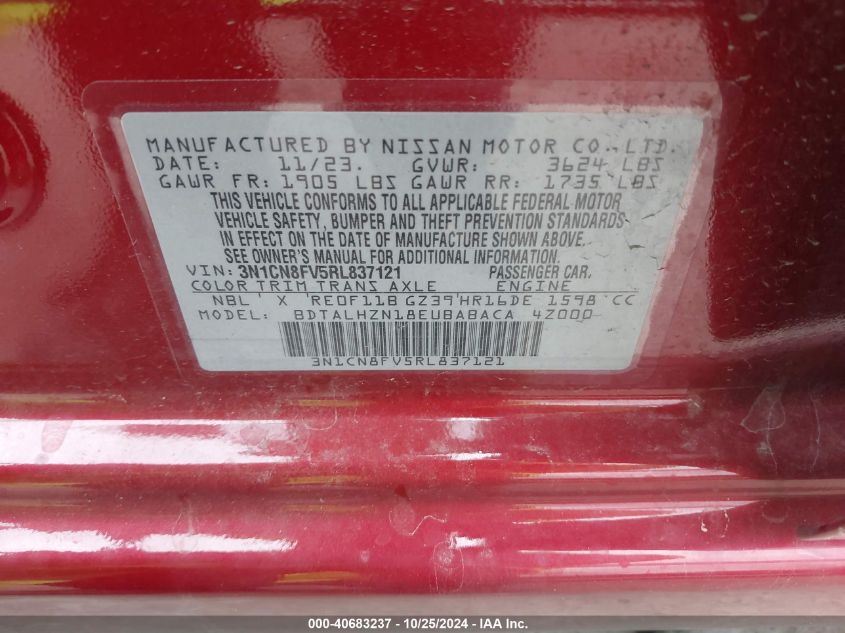 MANUFACTURED BY NISSAN MOTOR CO., LTD.
DATE: 11/23. GVWR: 3624 LBS
GAWR FR: 1905 LBS GAWR RR: 1735 LBS
THIS VEHICLE CONFORMS TO ALL APPLICABLE FEDERAL MOTOR
VEHICLE SAFETY, BUMPER AND THEFT PREVENTION STANDARDS
IN EFFECT ON THE DATE OF MANUFACTURE SHOWN ABOVE.
SEE OWNER'S MANUAL FOR ADDITIONAL INFORMATION.
VIN: 3N1CN8FV5RL837121 PASSENGER CAR.
COLOR TRIM TRANS AXLE ENGINE
NBL ' X 'RE0F11B GZ39'HR16DE 1598 CC
MODEL: BDTALHZN18EUBABACA 4Z000
3N1CN8FV5RL837121
000-40683237 - 10/25/2024 - © IAA Inc.